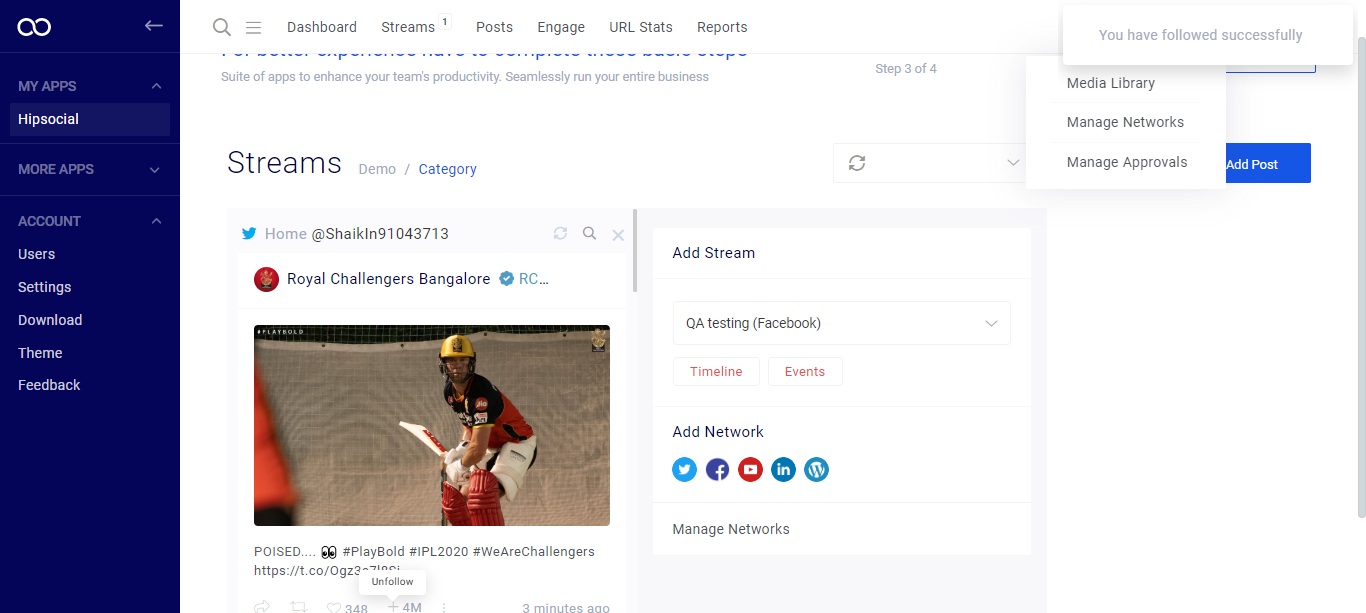 Dashboard Streams 1 Posts Engage URL Stats Reports
You have followed successfully
For better experience have to complete these basic steps
Suite of apps to enhance your team's productivity. Seamlessly run your entire business
Step 3 of 4
Media Library
Manage Networks
Manage Approvals
MY APPS
Hipsocial
MORE APPS
ACCOUNT
Users
Settings
Download
Theme
Feedback
Streams Demo / Category
Add Post
Home @ShaikIn91043713
Royal Challengers Bangalore RC...
#PLAYBOLD
Jio
POISED.... 👀 #PlayBold #IPL2020 #WeAreChallengers
Unfollow
348 4M 3 minutes ago
Add Stream
QA testing (Facebook)
Timeline Events
Add Network
Manage Networks